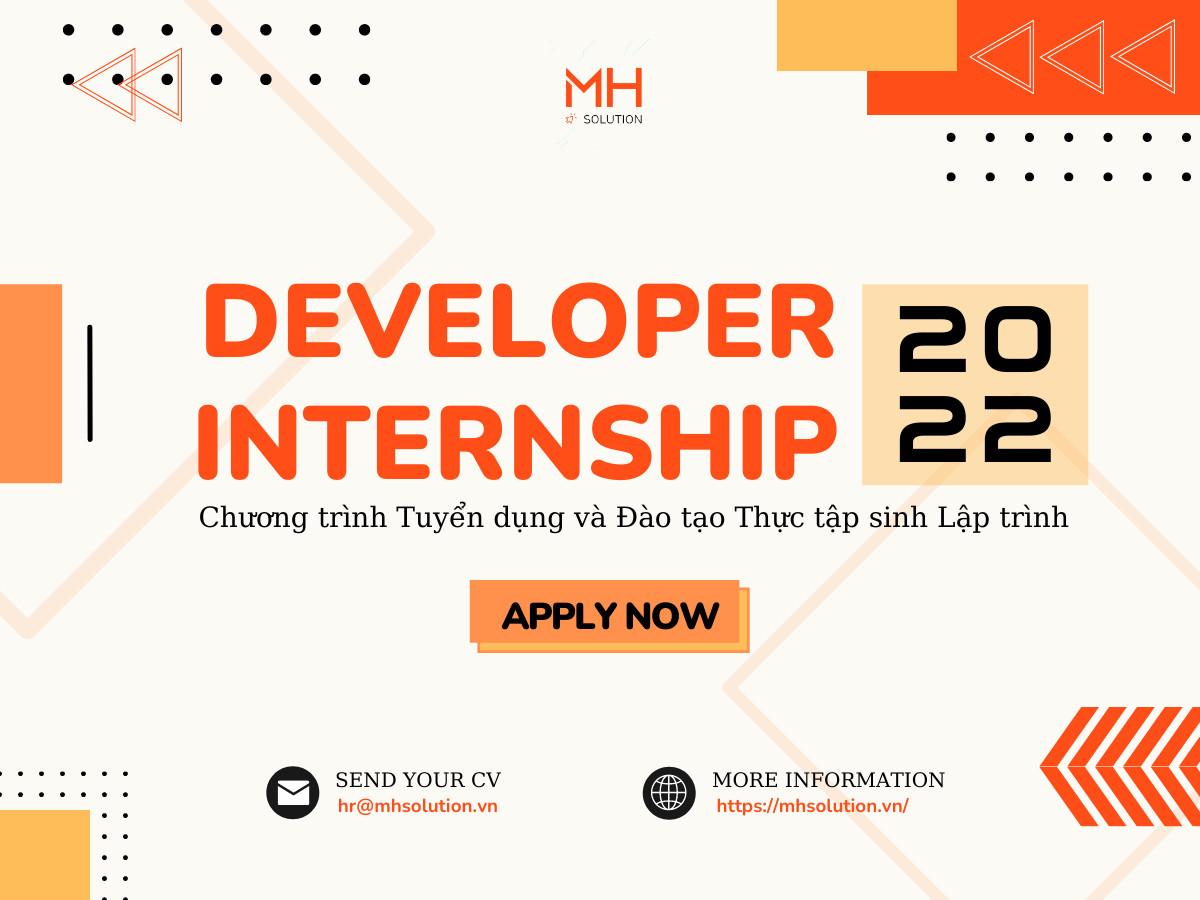 MH
SOLUTION
DEVELOPER
INTERNSHIP
20
22
Chương trình Tuyển dụng và Đào tạo Thực tập sinh Lập trình
APPLY NOW
SEND YOUR CV
hr@mhsolution.vn
MORE INFORMATION
https://mhsolution.vn/